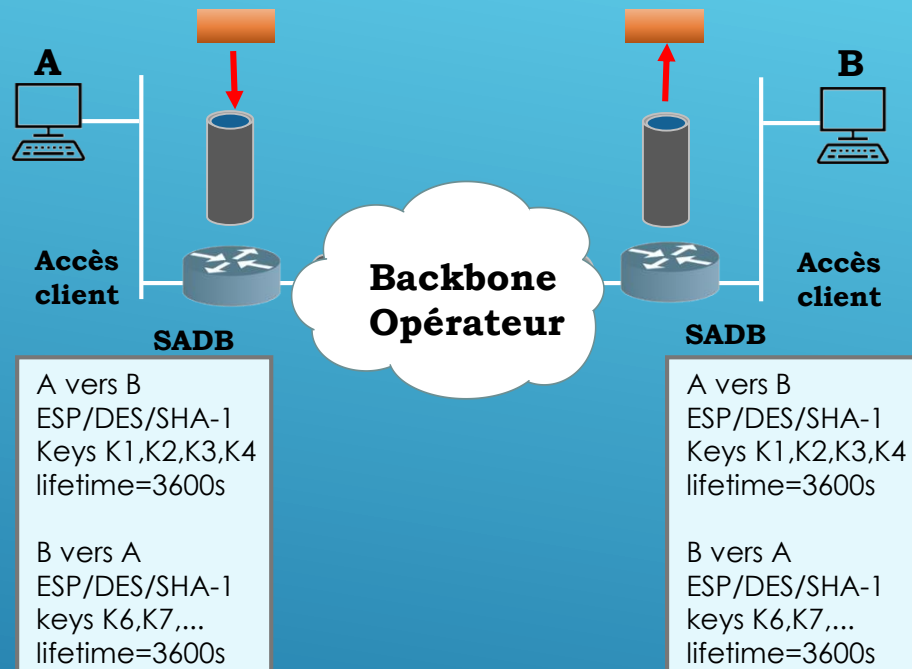 A
B
Accès
client
Backbone
Opérateur
Accès
client
SADB
A vers B
ESP/DES/SHA-1
Keys K1,K2,K3,K4
lifetime=3600s
B vers A
ESP/DES/SHA-1
keys K6,K7,...
lifetime=3600s
SADB
A vers B
ESP/DES/SHA-1
Keys K1,K2,K3,K4
lifetime=3600s
B vers A
ESP/DES/SHA-1
keys K6,K7,...
lifetime=3600s